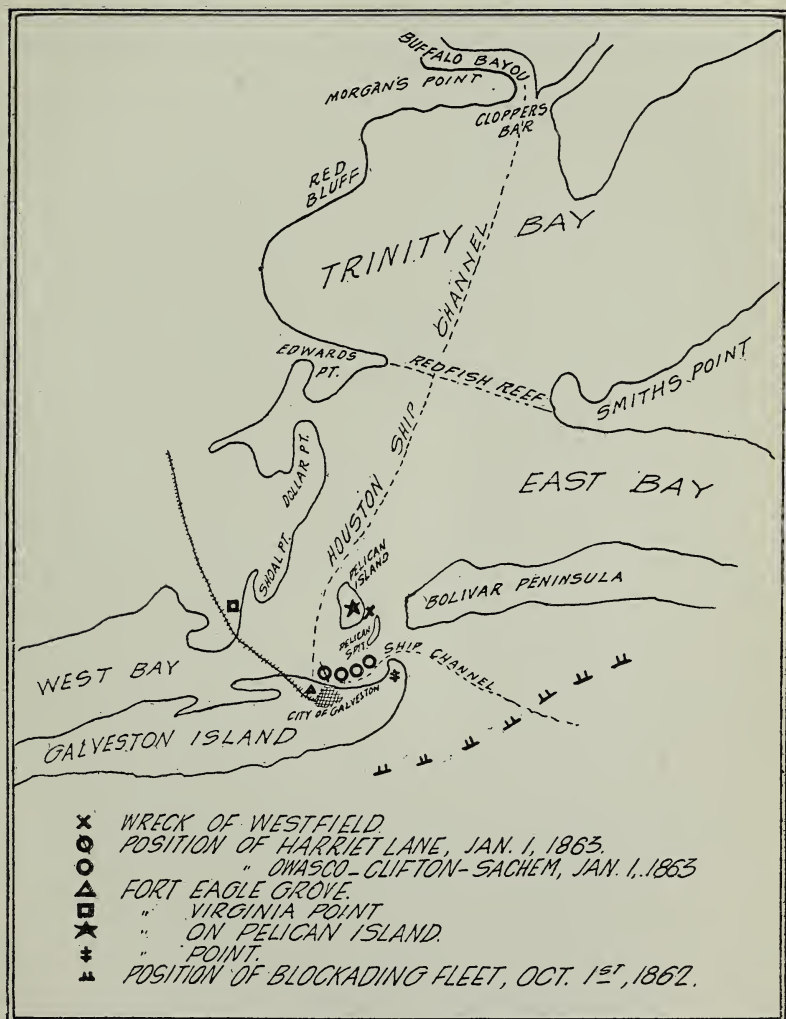 BUFFALO BAYOU
MORGAN'S POINT
CLOPPERS
BAR
RED
BLUFF
TRINITY BAY
HOUSTON SHIP CHANNEL
EDWARDS
PT.
REDFISH REEF
SMITHS POINT
DOLLAR PT.
EAST BAY
SHOAL PT.
PELICAN
ISLAND
BOLIVAR PENINSULA
PELICAN
SPIT.
SHIP CHANNEL
WEST BAY
CITY OF GALVESTON
GALVESTON ISLAND
WRECK OF WESTFIELD.
POSITION OF HARRIET LANE, JAN. 1, 1863.
" OWASCO-CLIFTON-SACHEM, JAN. 1, 1863
FORT EAGLE GROVE.
" VIRGINIA POINT
" ON PELICAN ISLAND.
" POINT.
POSITION OF BLOCKADING FLEET, OCT. 1ST, 1862.